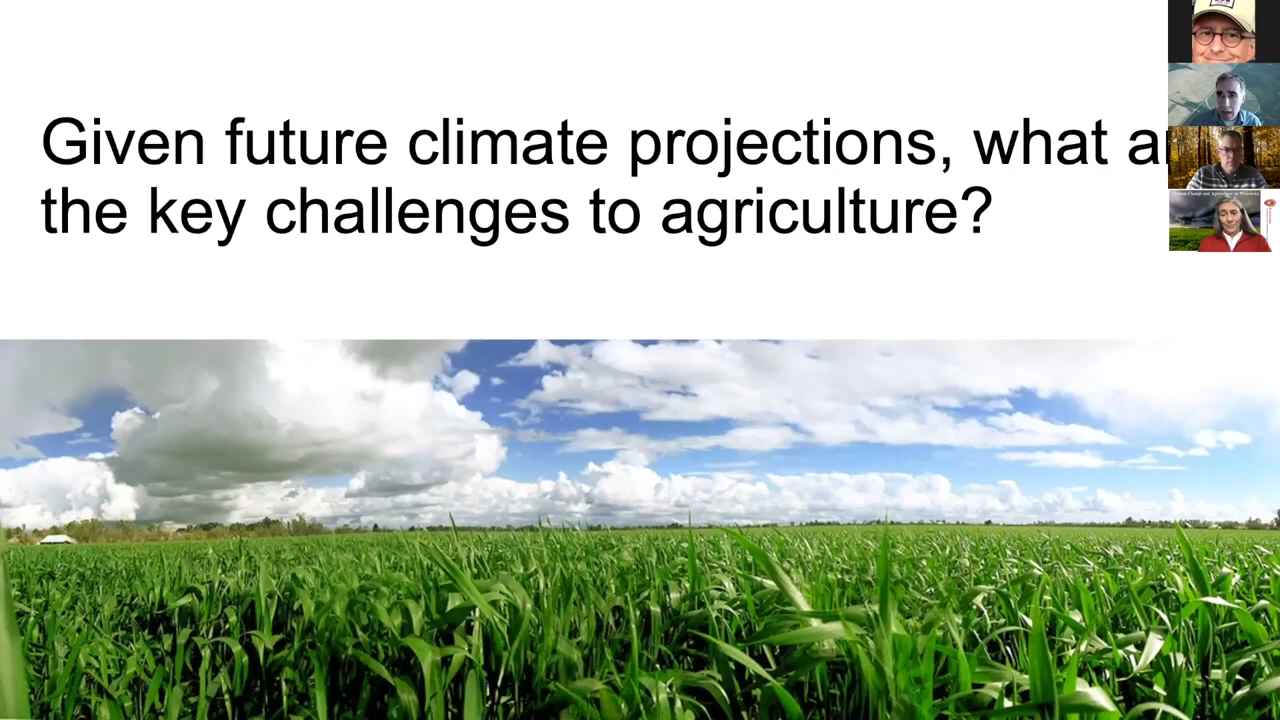 Given future climate projections, what a
the key challenges to agriculture?